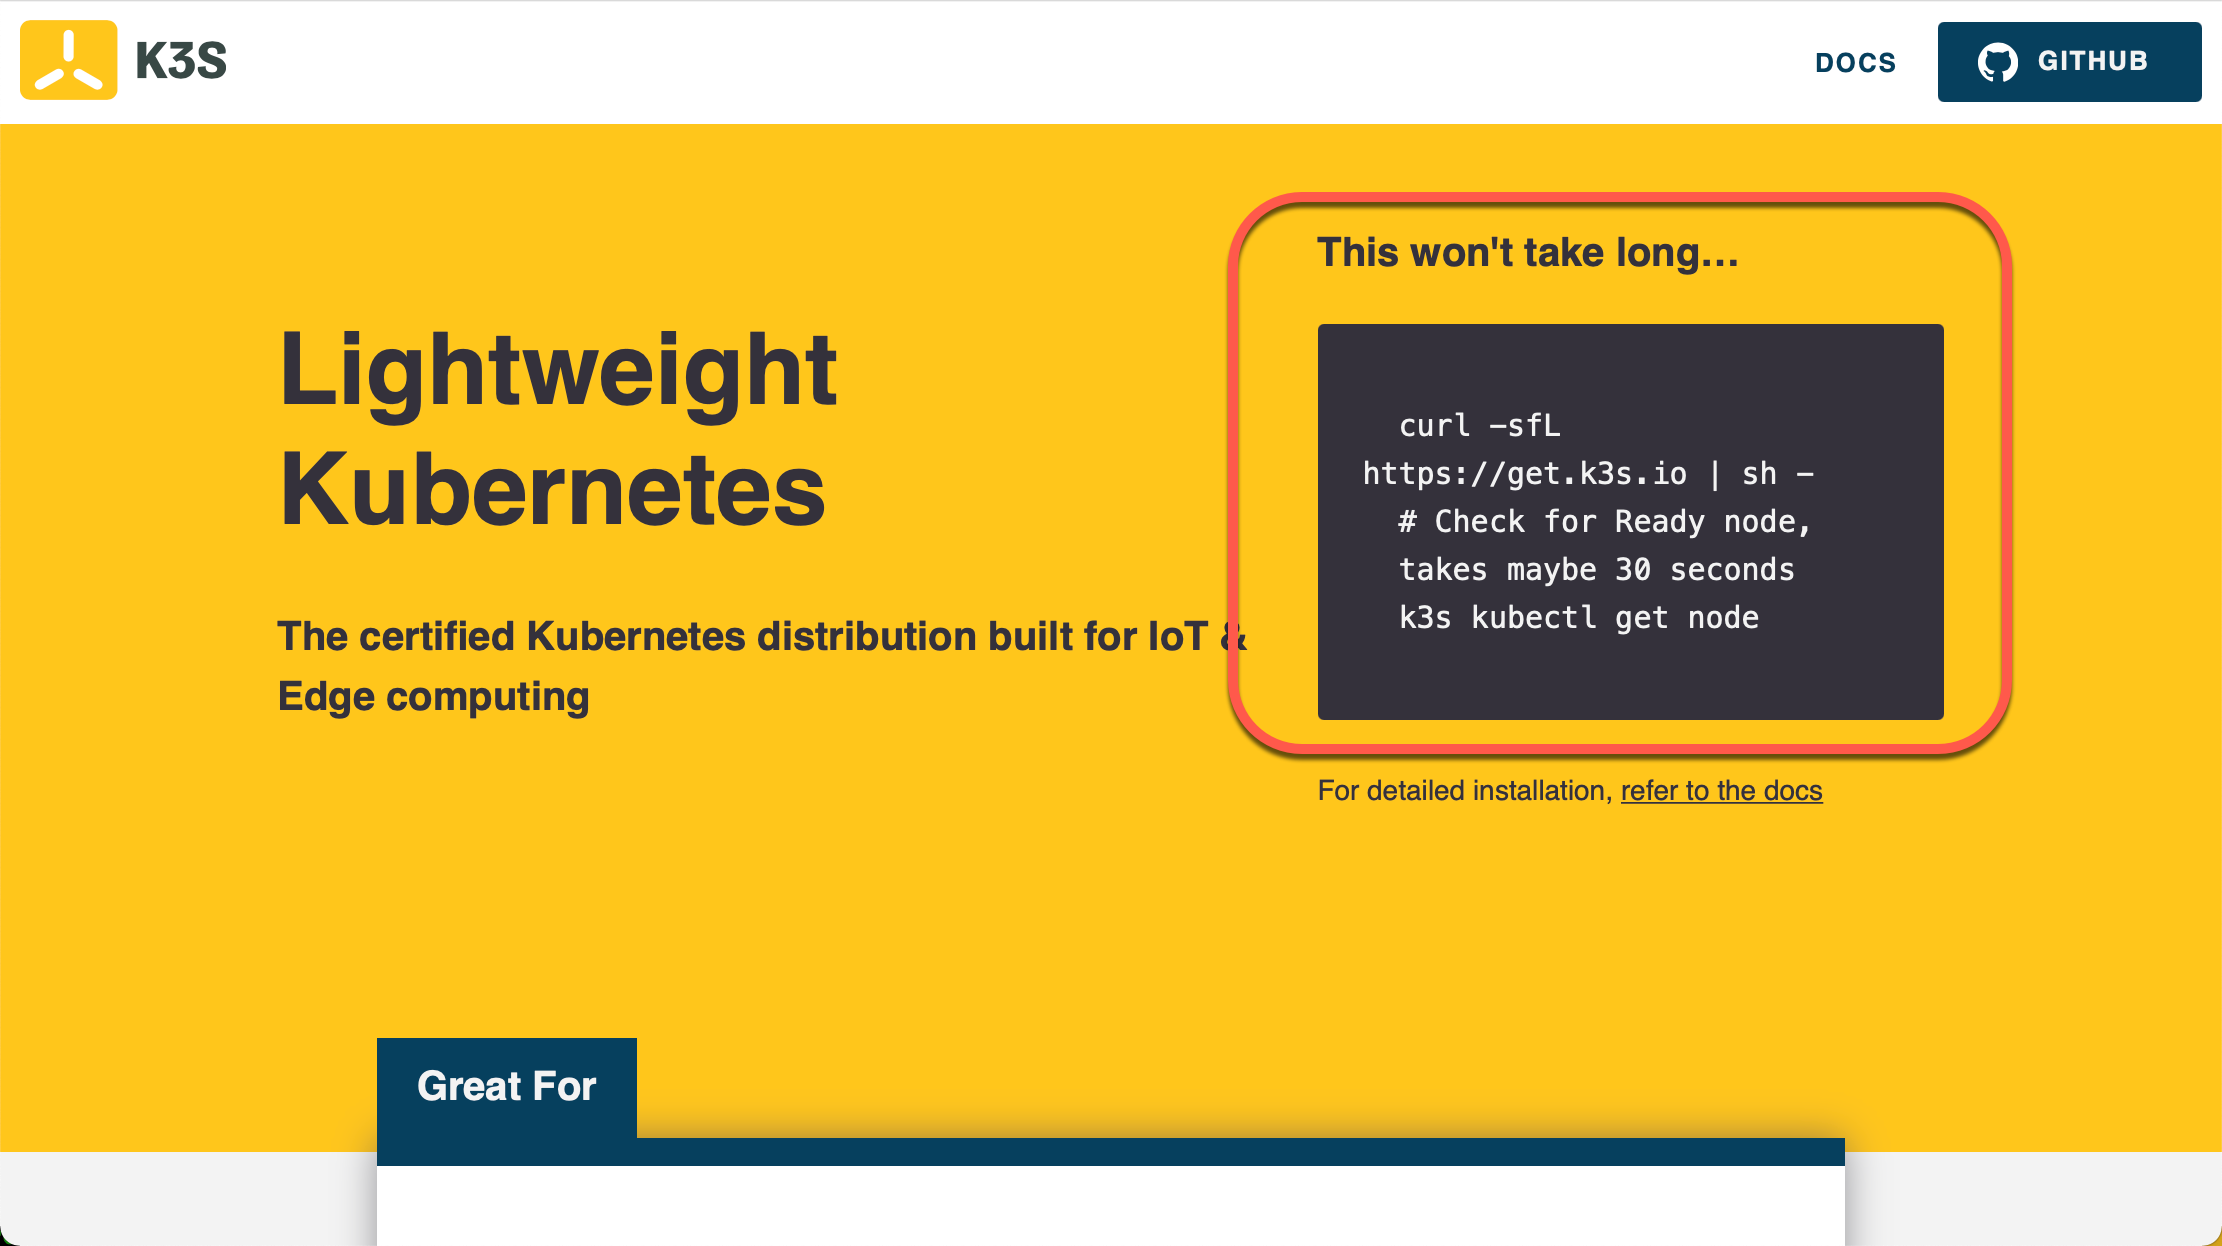 K3S
DOCS
GITHUB
Lightweight
Kubernetes
The certified Kubernetes distribution built for IoT &
Edge computing
This won't take long...
curl -sfL
https://get.k3s.io | sh -
# Check for Ready node,
takes maybe 30 seconds
k3s kubectl get node
For detailed installation, refer to the docs
Great For